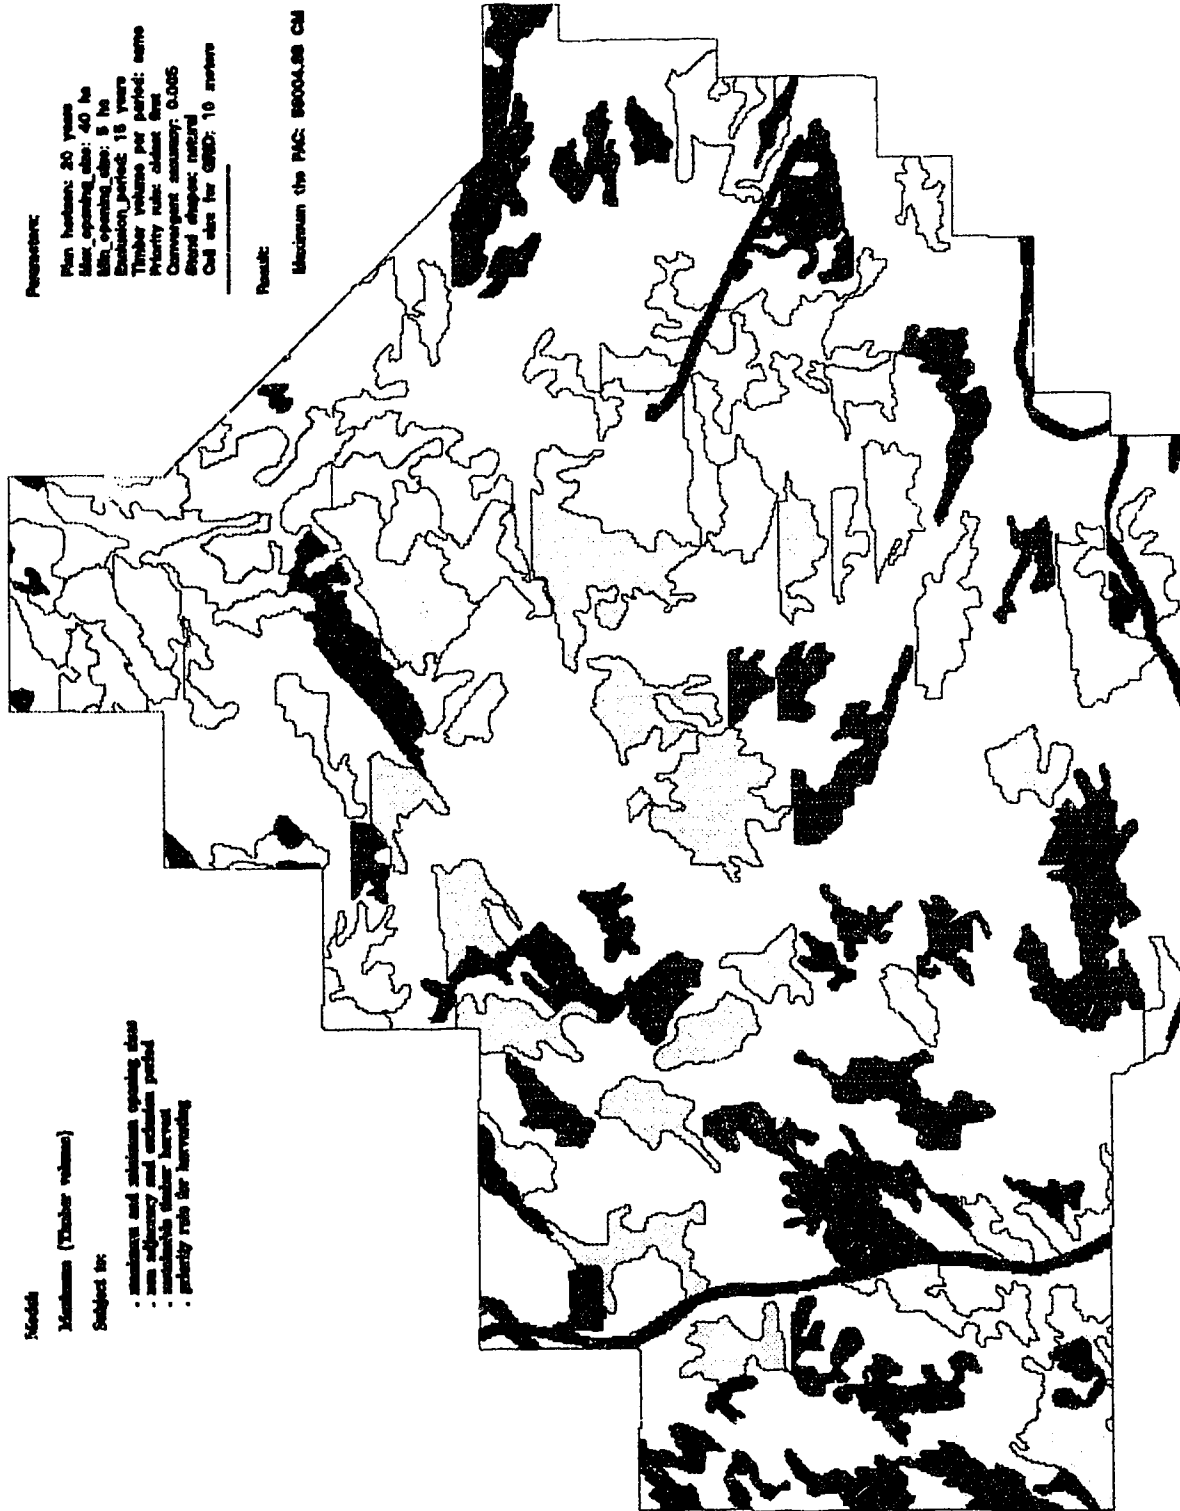 Model:
Maximum (Timber volume)
Subject to:
- maximum and minimum opening sizes
- non adjacency and exclusion period
- sustainable timber harvest
- priority rule for harvesting
Parameters:
Plan horizon: 20 years
Max_opening_size: 40 ha
Min_opening_size: 5 ha
Exclusion_period: 15 years
Timber volume per period: same
Priority rule: oldest first
Convergent accuracy: 0.005
Stand shapes: natural
Cell size for GRID: 10 meters
Result:
Maximum the PAC: